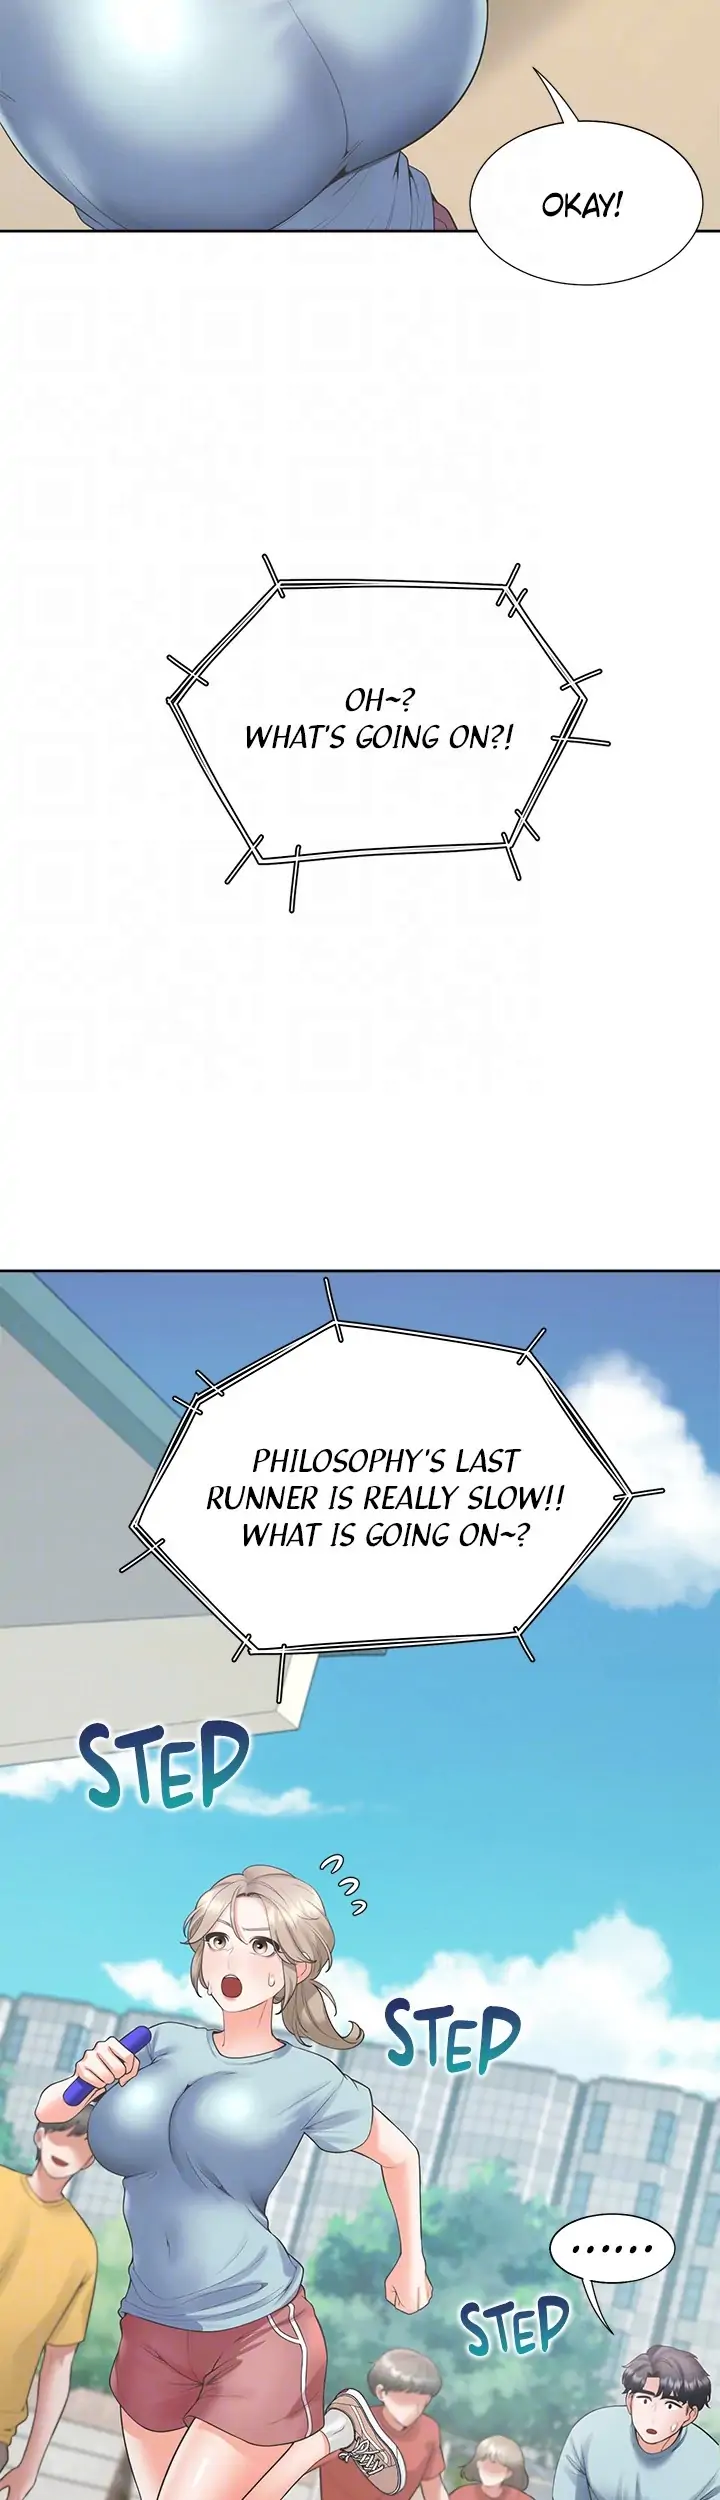 OKAY!
OH~?
WHAT'S GOING ON?!
PHILOSOPHY'S LAST
RUNNER IS REALLY SLOW!!
WHAT IS GOING ON~?
STEP
STEP
......
STEP